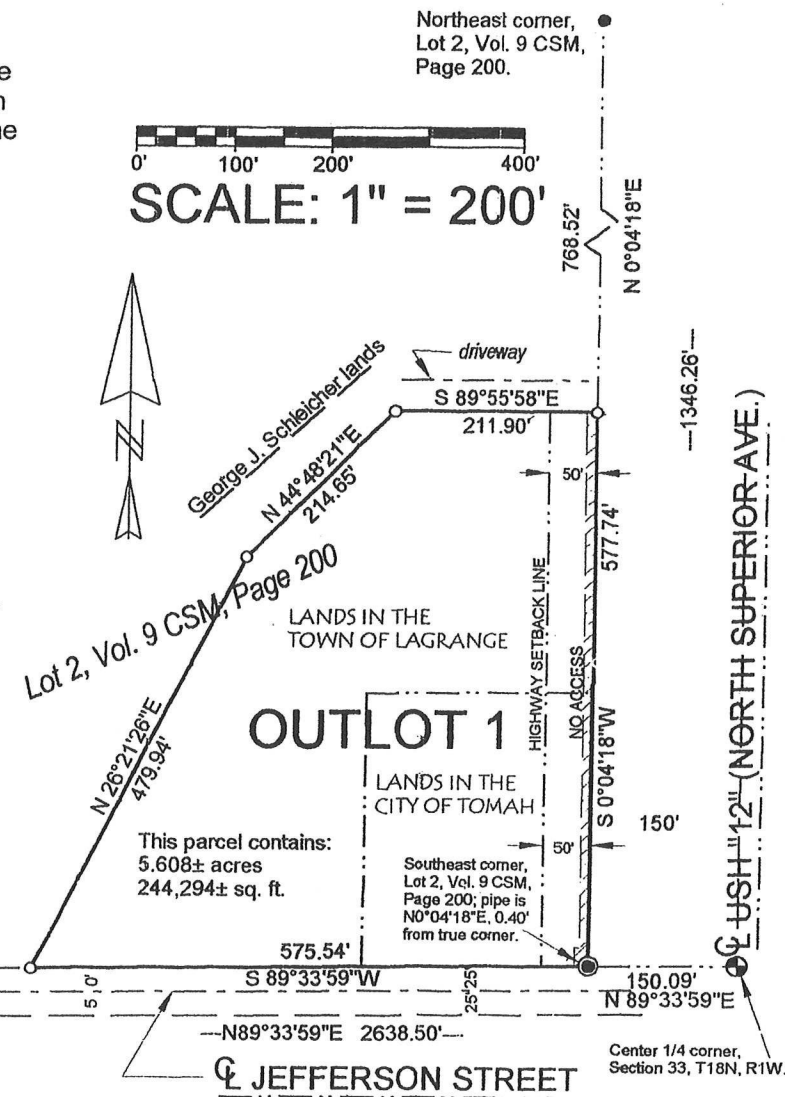 Northeast corner,
Lot 2, Vol. 9 CSM,
Page 200.
0' 100' 200' 400'
SCALE: 1" = 200'
768.52'
N 0°04'18"E
driveway
George J. Schleicher lands
S 89°55'58"E
211.90'
—1346.26'—
N
N 44°48'21"E
214.65'
50'
577.74'
Lot 2, Vol. 9 CSM, Page 200
LANDS IN THE
TOWN OF LAGRANGE
HIGHWAY SETBACK LINE
NO ACCESS
S 0°04'18"W
OUTLOT 1
N 26°21'26"E
479.94'
LANDS IN THE
CITY OF TOMAH
150'
This parcel contains:
5.608± acres
244,294± sq. ft.
50'
Southeast corner,
Lot 2, Vol. 9 CSM,
Page 200; pipe is
N0°04'18"E, 0.40'
from true corner.
℄ USH "12" (NORTH SUPERIOR AVE.)
575.54'
S 89°33'59"W
150.09'
N 89°33'59"E
50'
25'25'
—N89°33'59"E 2638.50'—
Center 1/4 corner,
Section 33, T18N, R1W.
℄ JEFFERSON STREET